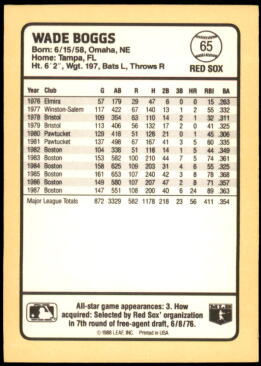 WADE BOGGS
Born: 6/15/58, Omaha, NE
Home: Tampa, FL
Ht. 6'2", Wgt. 197, Bats L, Throws R
65
RED SOX
Year Club G AB R H 2B 3B HR RBI BA
1976 Elmira 57 179 29 47 6 0 0 15 .263
1977 Winston-Salem 117 422 67 140 13 1 2 55 .332
1978 Bristol 109 354 63 110 14 2 1 32 .311
1979 Bristol 113 406 56 132 17 2 0 41 .325
1980 Pawtucket 129 418 51 128 21 0 1 45 .306
1981 Pawtucket 137 498 67 167 41 3 5 60 .335
1982 Boston 104 338 51 118 14 1 5 44 .349
1983 Boston 153 582 100 210 44 7 5 74 .361
1984 Boston 158 625 109 203 31 4 6 55 .325
1985 Boston 161 653 107 240 42 3 8 78 .368
1986 Boston 149 580 107 207 47 2 8 71 .357
1987 Boston 147 551 108 200 40 6 24 89 .363
Major League Totals 872 3329 582 1178 218 23 56 411 .354
All-star game appearances: 3. How
acquired: Selected by Red Sox' organization
in 7th round of free-agent draft, 6/8/76.
© 1988 LEAF, INC. Printed in USA